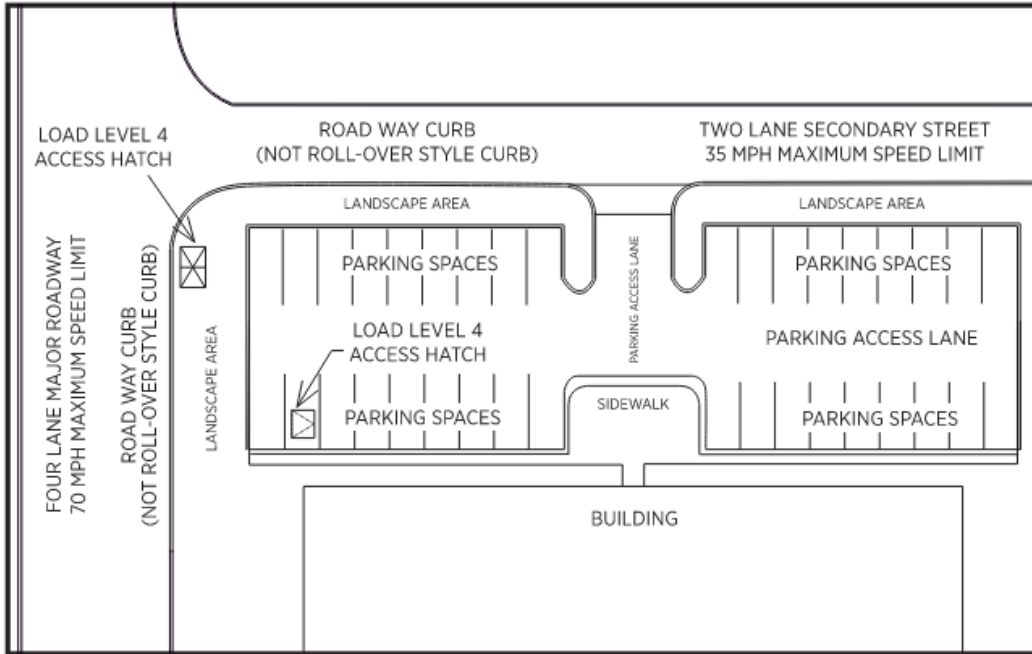 LOAD LEVEL 4
ACCESS HATCH
ROAD WAY CURB
(NOT ROLL-OVER STYLE CURB)
TWO LANE SECONDARY STREET
35 MPH MAXIMUM SPEED LIMIT
LANDSCAPE AREA
LANDSCAPE AREA
FOUR LANE MAJOR ROADWAY
70 MPH MAXIMUM SPEED LIMIT
ROAD WAY CURB
(NOT ROLL-OVER STYLE CURB)
LANDSCAPE AREA
PARKING SPACES
PARKING ACCESS LANE
PARKING SPACES
LOAD LEVEL 4
ACCESS HATCH
PARKING ACCESS LANE
PARKING SPACES
SIDEWALK
PARKING SPACES
BUILDING